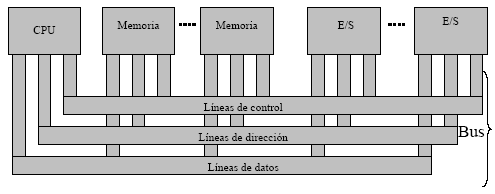 CPU
Memoria
Memoria
E/S
E/S
Líneas de control
Líneas de dirección
Bus
Líneas de datos